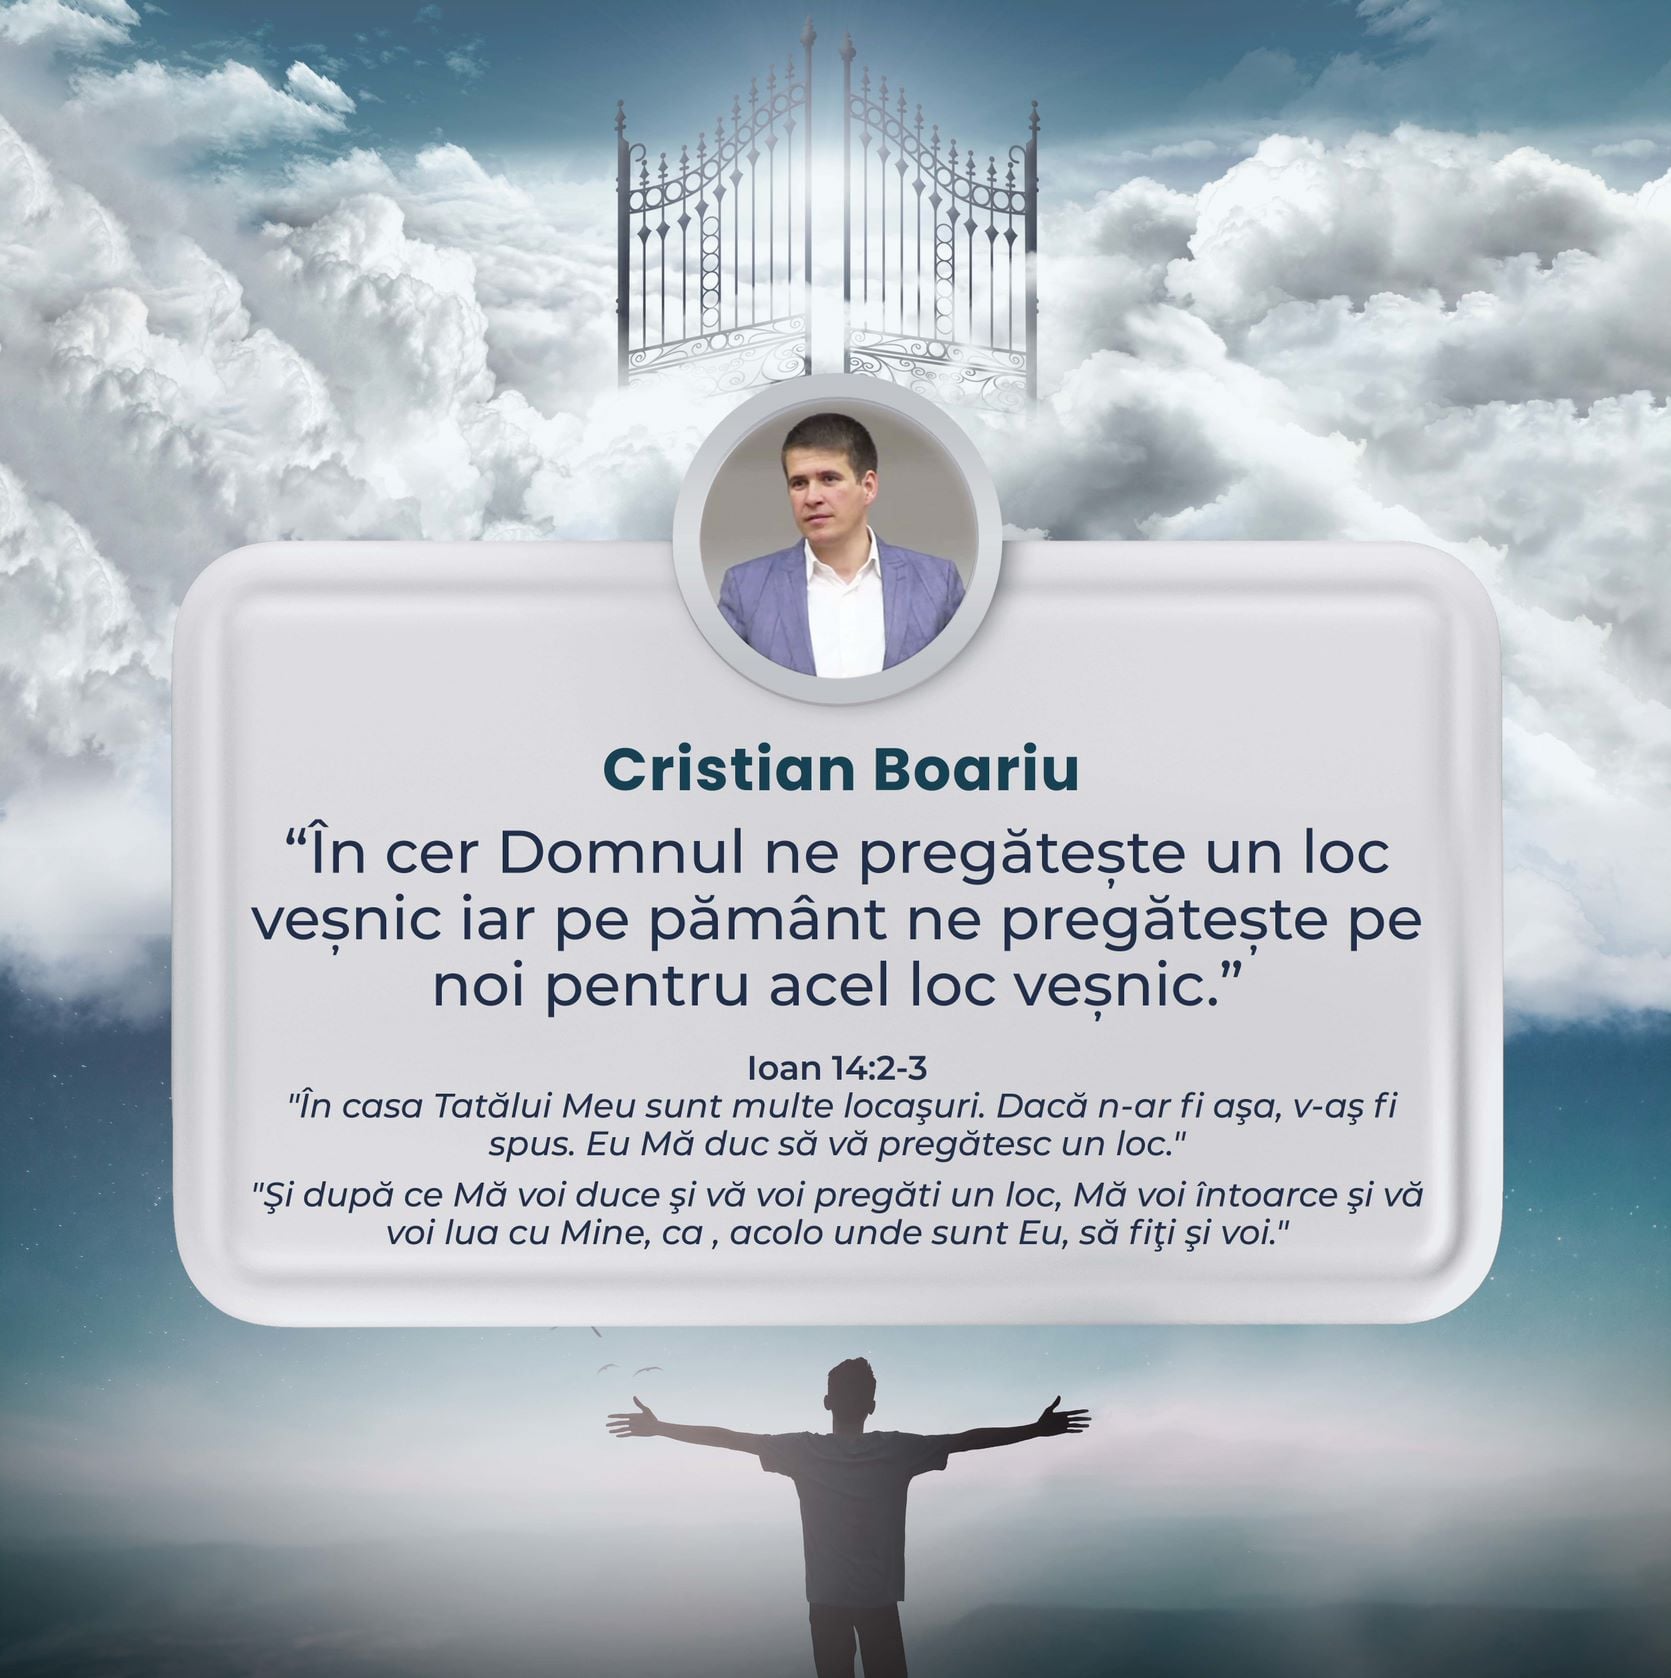 Cristian Boariu
“În cer Domnul ne pregătește un loc
veșnic iar pe pământ ne pregătește pe
noi pentru acel loc veșnic.”
Ioan 14:2-3
"În casa Tatălui Meu sunt multe locaşuri. Dacă n-ar fi aşa, v-aş fi
spus. Eu Mă duc să vă pregătesc un loc."
"Şi după ce Mă voi duce şi vă voi pregăti un loc, Mă voi întoarce şi vă
voi lua cu Mine, ca , acolo unde sunt Eu, să fiţi şi voi."